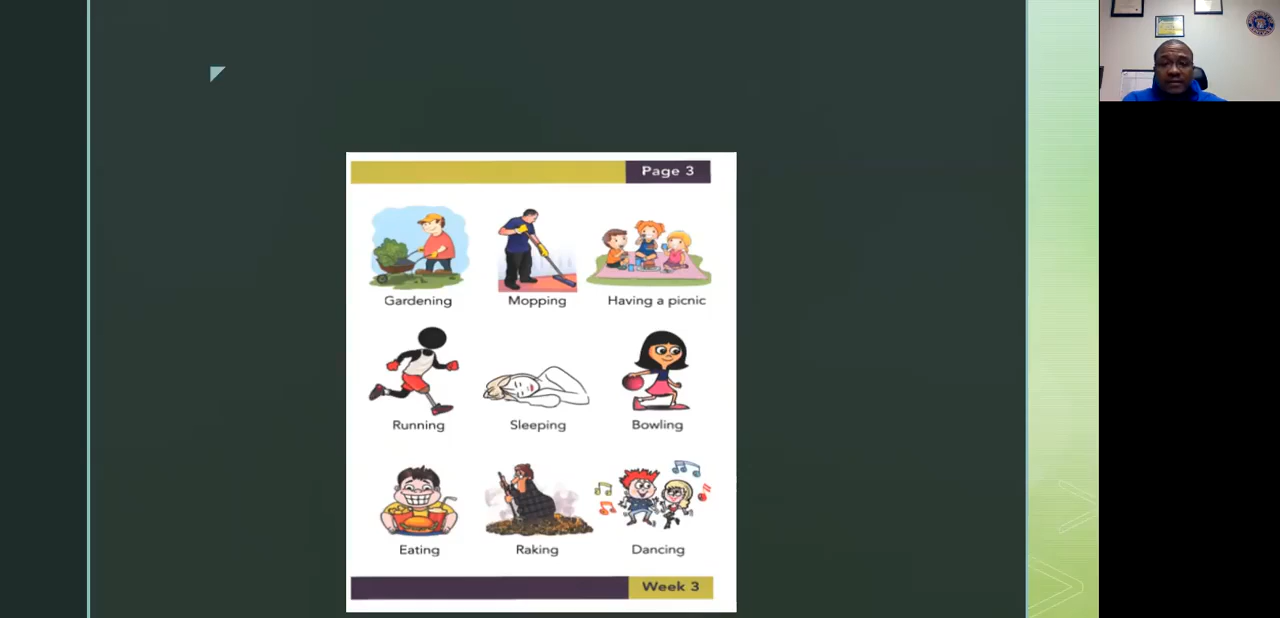 Page 3
Gardening
Mopping
Having a picnic
Running
Sleeping
Bowling
Eating
Raking
Dancing
Week 3